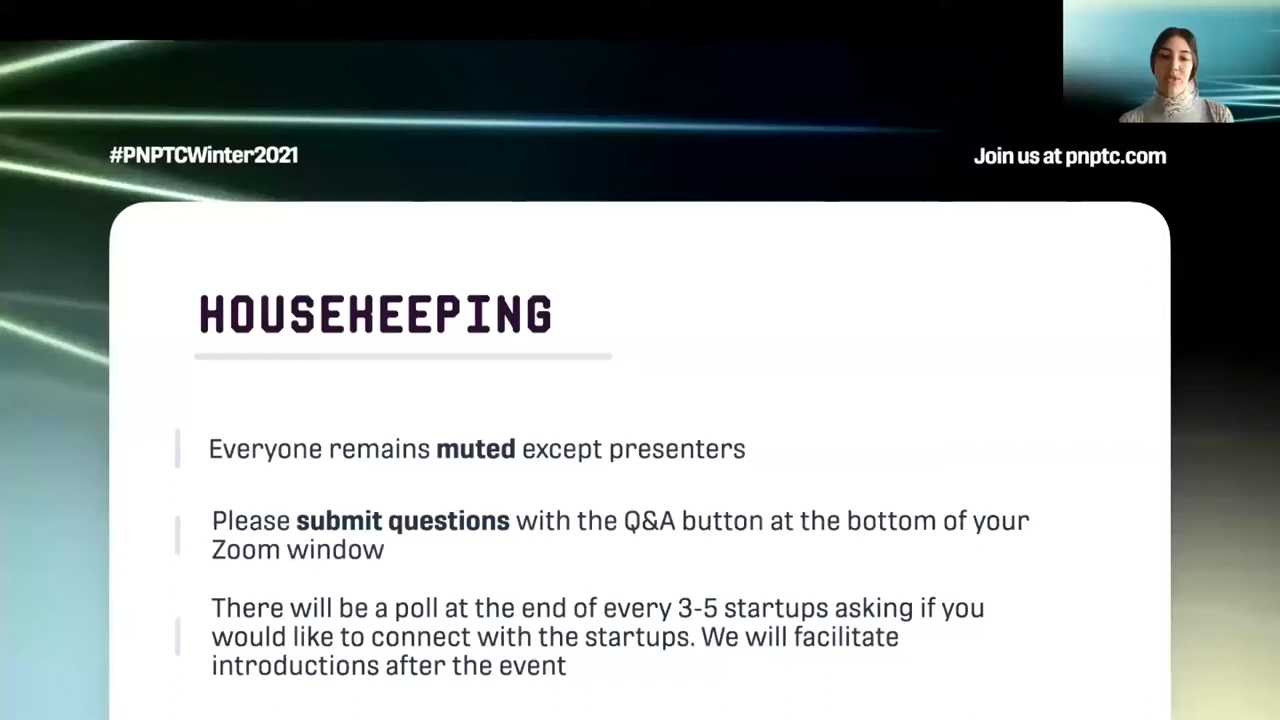 #PNPTCWinter2021
Join us at pnptc.com
HOUSEKEEPING
Everyone remains muted except presenters
Please submit questions with the Q&A button at the bottom of your
Zoom window
There will be a poll at the end of every 3-5 startups asking if you
would like to connect with the startups. We will facilitate
introductions after the event